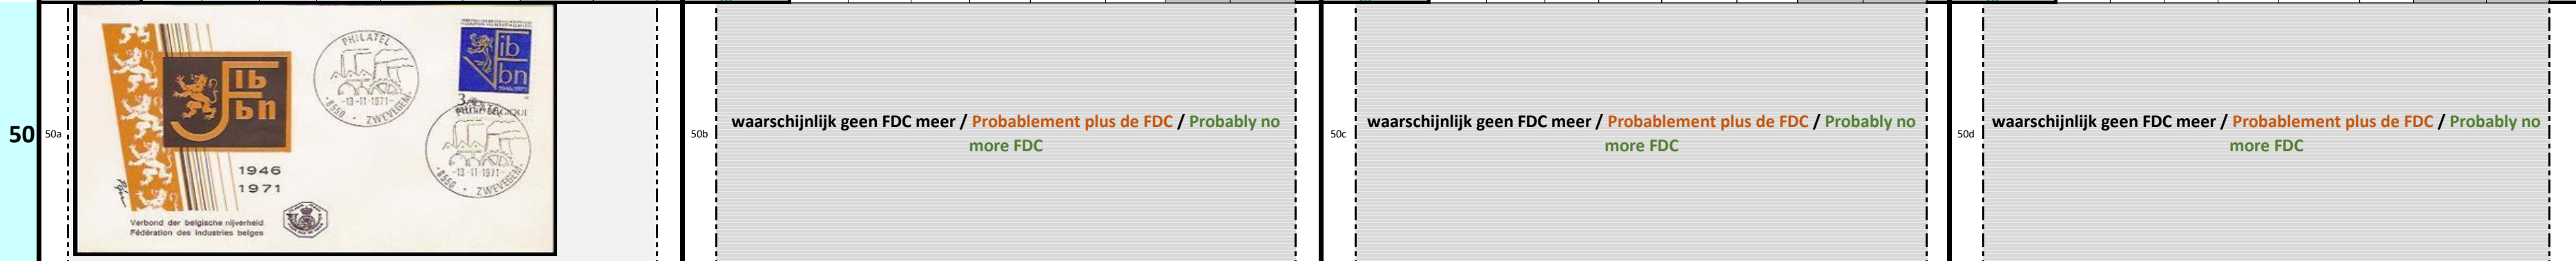 50
50a
ib
bn
1946
1971
Verbond der belgische nijverheid
Fédération des industries belges
PHILATEL
-13-11-1971-
8550 • ZWEVEGEM
ib
bn
1946/1971
-13-11-1971-
8550 • ZWEVEGEM
50b
waarschijnlijk geen FDC meer / Probablement plus de FDC / Probably no
more FDC
50c
waarschijnlijk geen FDC meer / Probablement plus de FDC / Probably no
more FDC
50d
waarschijnlijk geen FDC meer / Probablement plus de FDC / Probably no
more FDC